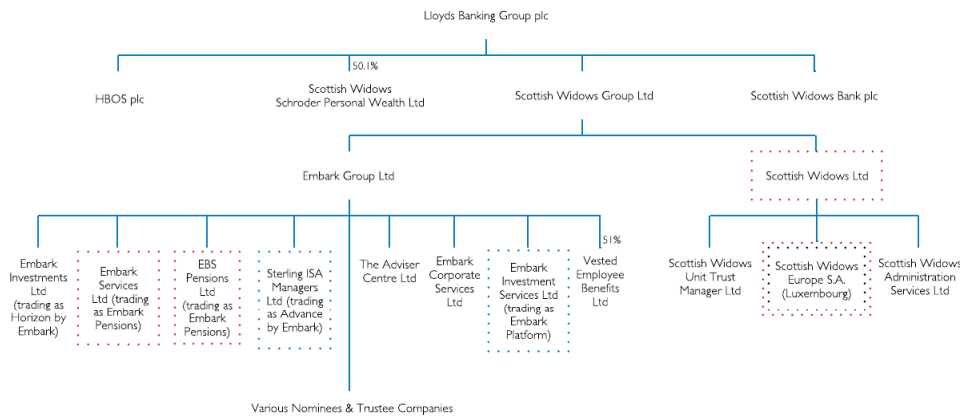 Lloyds Banking Group plc
50.1%
HBOS plc
Scottish Widows
Schroder Personal Wealth Ltd
Scottish Widows Group Ltd
Scottish Widows Bank plc
Embark Group Ltd
Scottish Widows Ltd
Embark
Investments
Ltd
(trading as
Horizon by
Embark)
Embark
Services
Ltd (trading
as Embark
Pensions)
EBS
Pensions
Ltd
(trading as
Embark
Pensions)
Sterling ISA
Managers
Ltd (trading
as Advance
by Embark)
The Adviser
Centre Ltd
Embark
Corporate
Services
Ltd
Embark
Investment
Services Ltd
(trading as
Embark
Platform)
51%
Vested
Employee
Benefits
Ltd
Scottish Widows
Unit Trust
Manager Ltd
Scottish Widows
Europe S.A.
(Luxembourg)
Scottish Widows
Administration
Services Ltd
Various Nominees & Trustee Companies